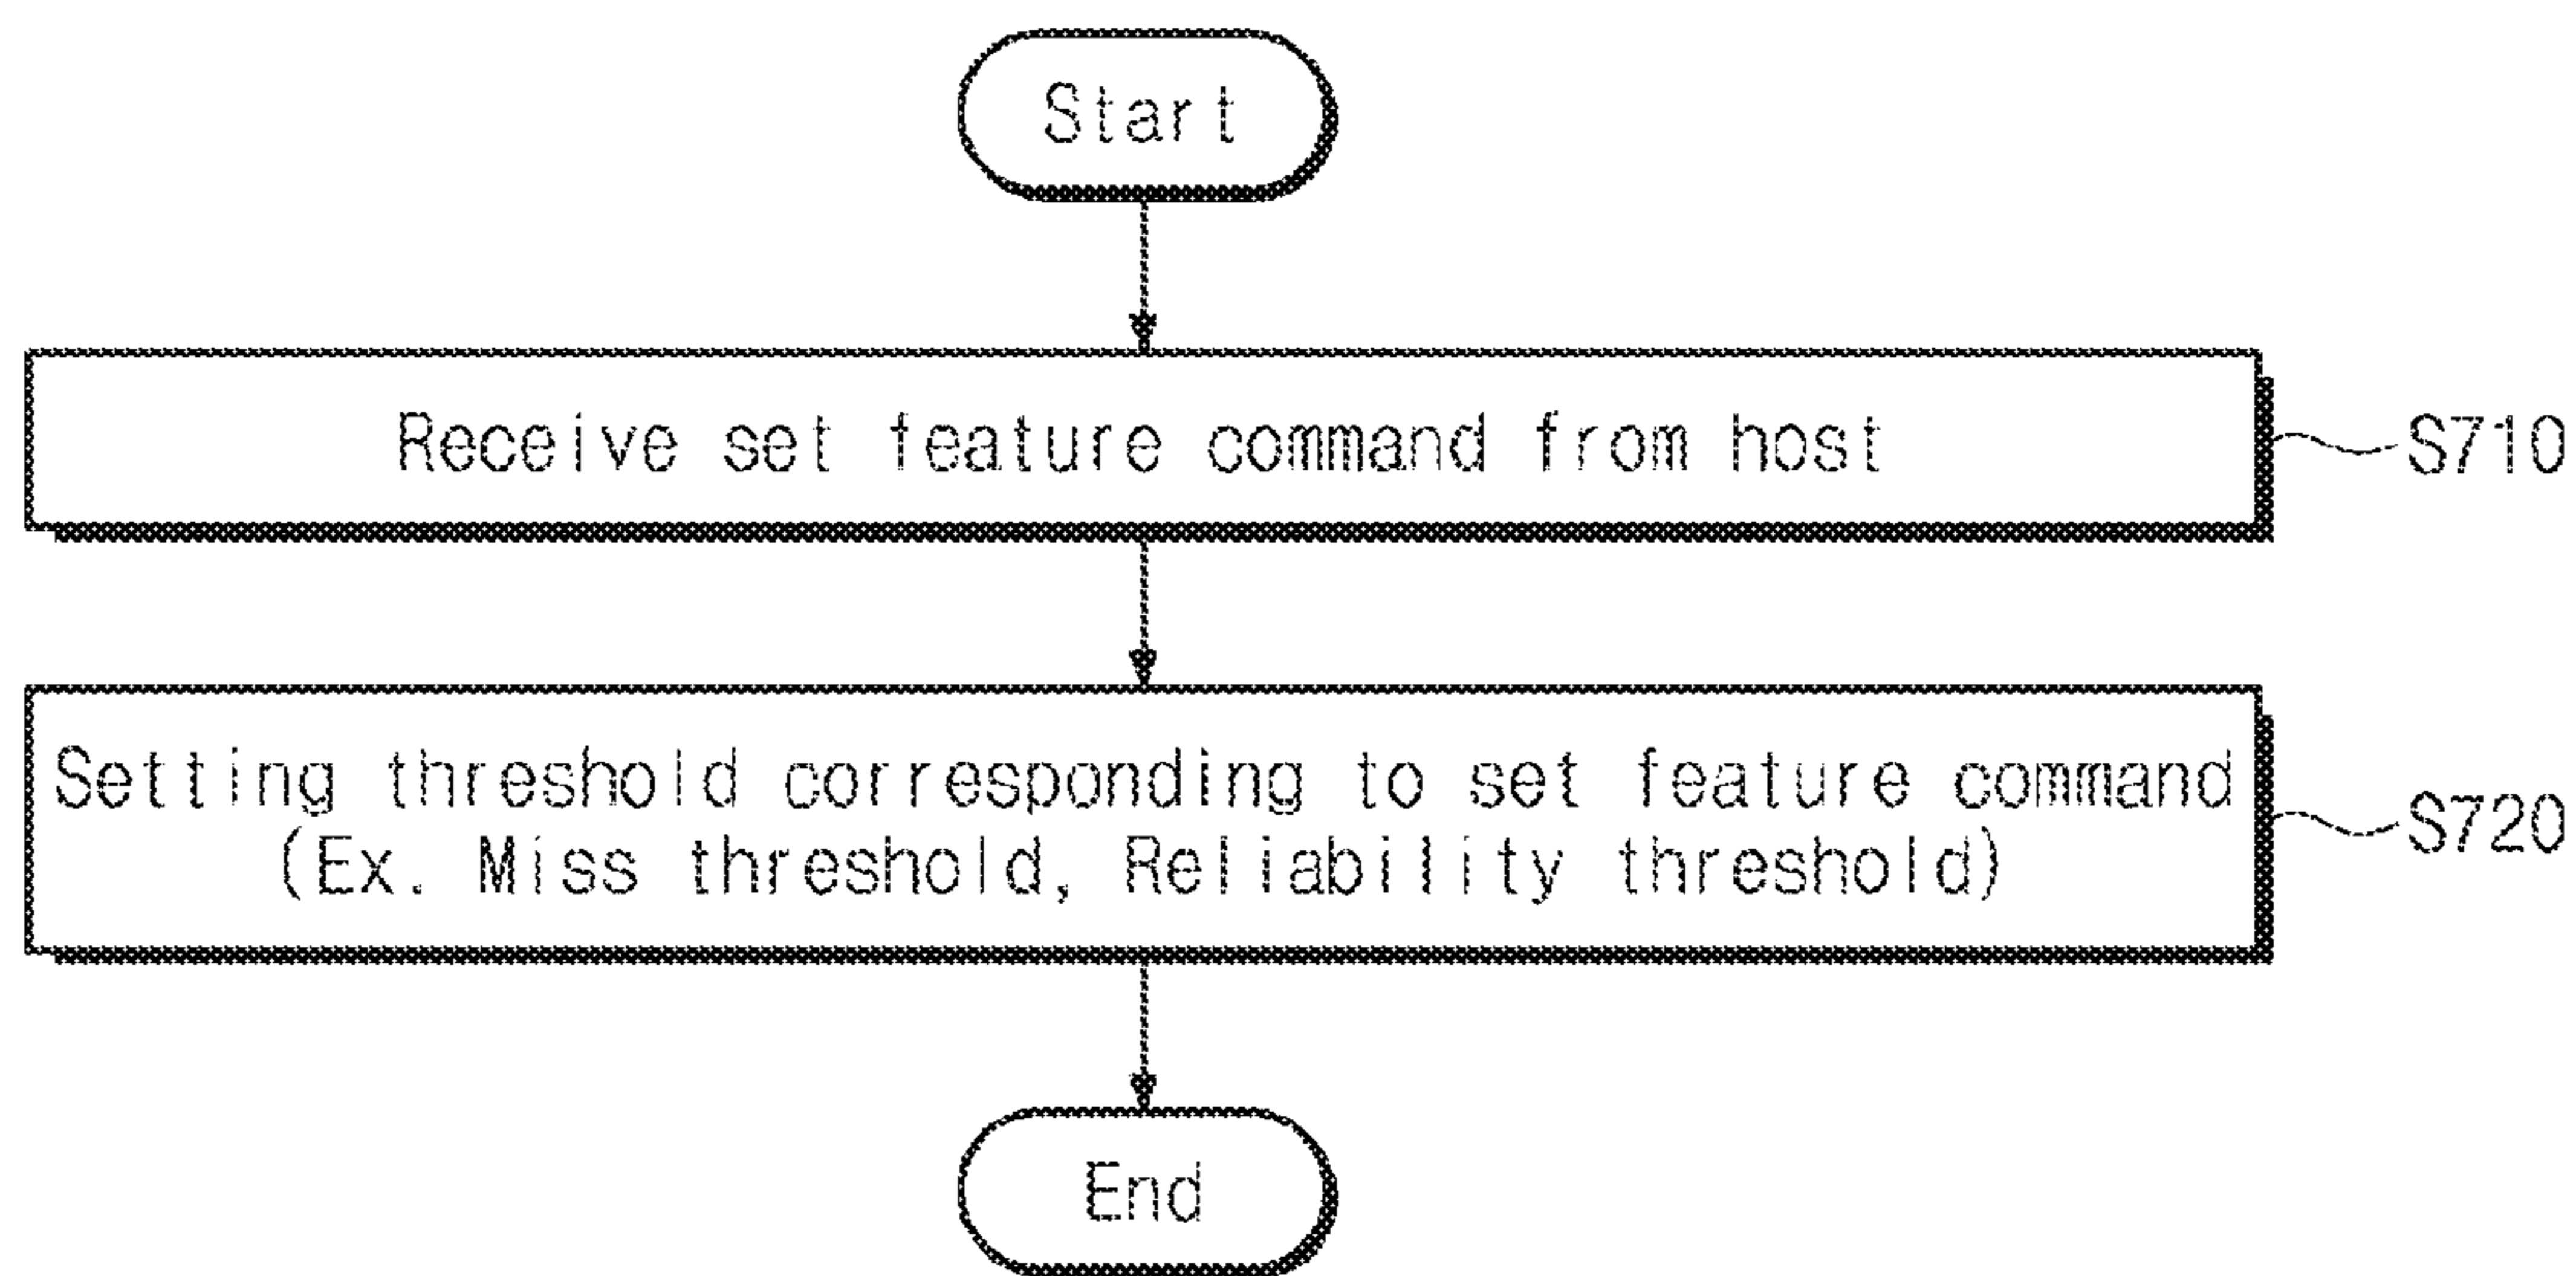 Start
Receive set feature command from host
S710
Setting threshold corresponding to set feature command
(Ex. Miss threshold, Reliability threshold)
S720
End